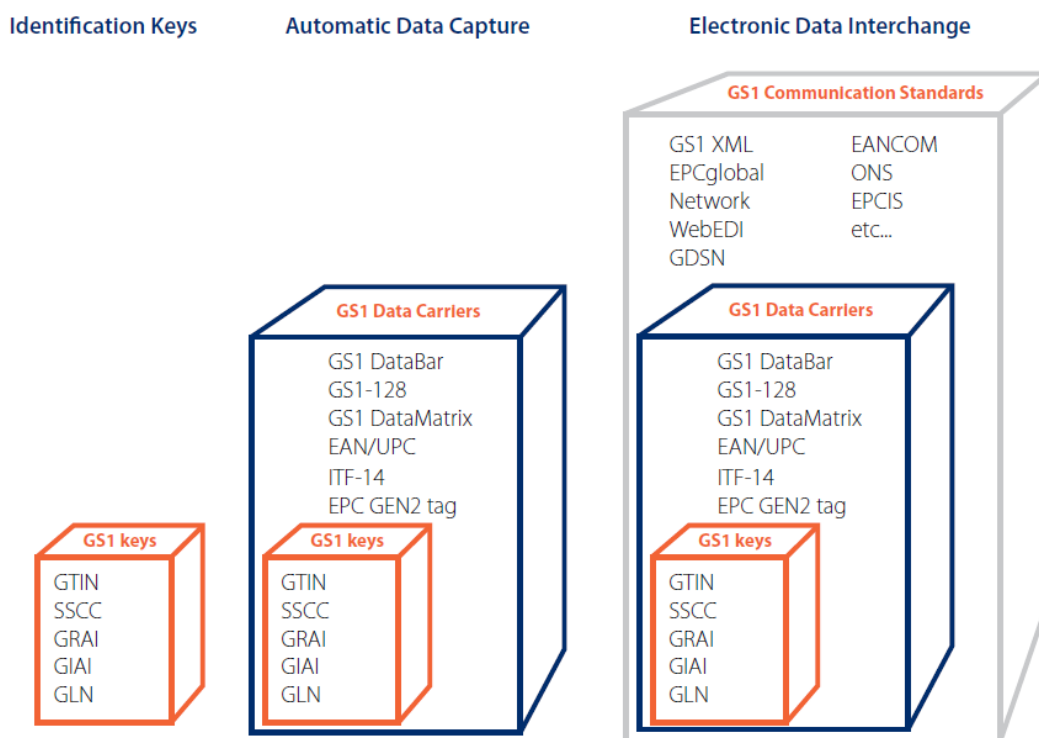 Identification Keys
Automatic Data Capture
Electronic Data Interchange
GS1 keys
GTIN
SSCC
GRAI
GIAI
GLN
GS1 Data Carriers
GS1 DataBar
GS1-128
GS1 DataMatrix
EAN/UPC
ITF-14
EPC GEN2 tag
GS1 keys
GTIN
SSCC
GRAI
GIAI
GLN
GS1 Communication Standards
GS1 XML
EPCglobal
Network
WebEDI
GDSN
EANCOM
ONS
EPCIS
etc...
GS1 Data Carriers
GS1 DataBar
GS1-128
GS1 DataMatrix
EAN/UPC
ITF-14
EPC GEN2 tag
GS1 keys
GTIN
SSCC
GRAI
GIAI
GLN